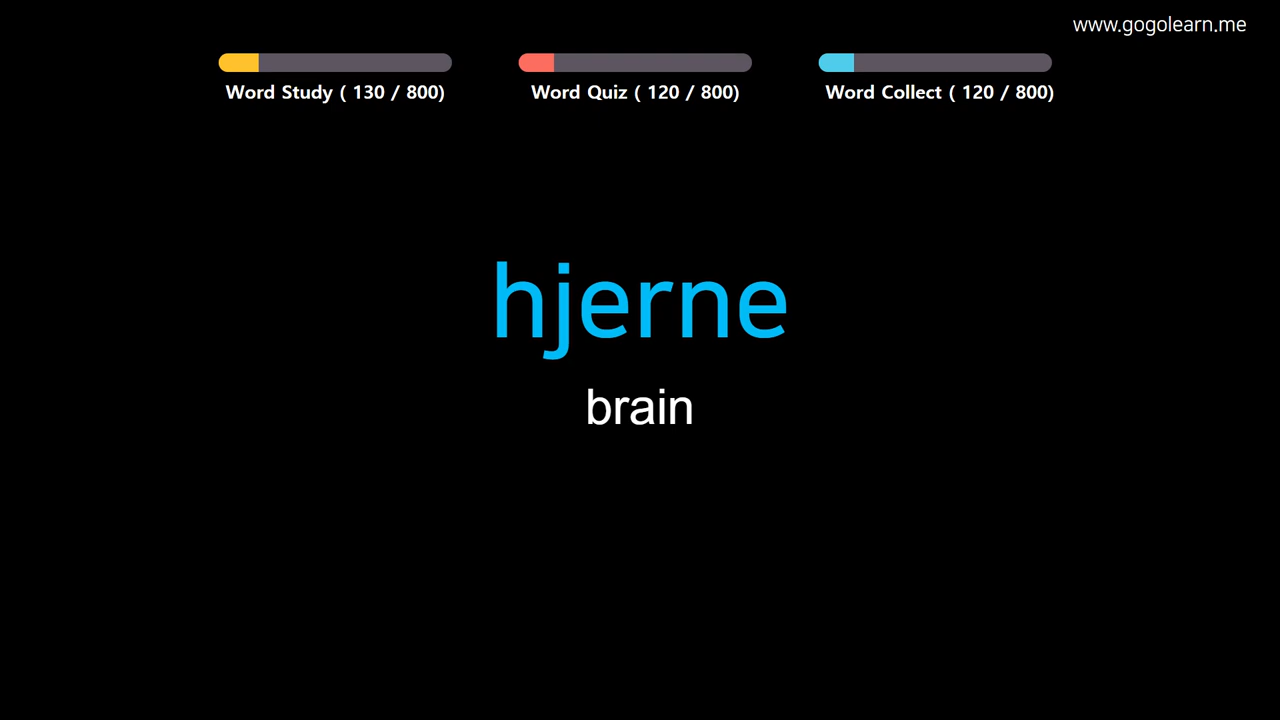 www.gogolearn.me
Word Study ( 130 / 800)
Word Quiz ( 120 / 800)
Word Collect ( 120 / 800)
hjerne
brain